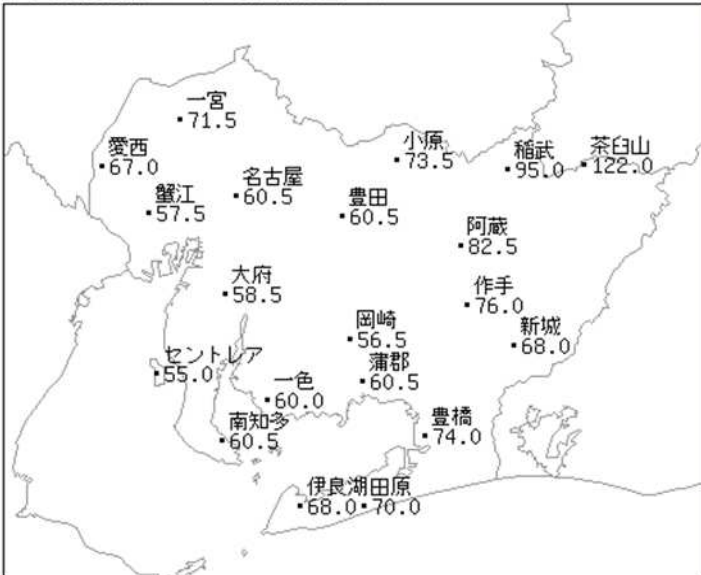 一宮
71.5
愛西
67.0
小原
73.5
稲武
95.0
茶臼山
122.0
蟹江
57.5
名古屋
60.5
豊田
60.5
阿蔵
82.5
大府
58.5
作手
76.0
岡崎
56.5
新城
68.0
セントレア
55.0
蒲郡
60.5
一色
60.0
南知多
60.5
豊橋
74.0
伊良湖
68.0
田原
70.0